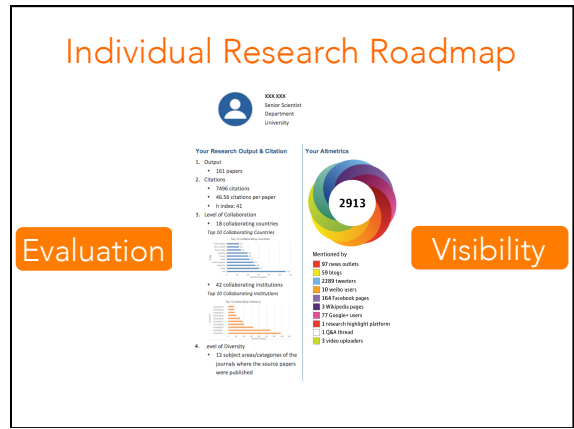 Individual Research Roadmap
XXX XXX
Senior Scientist
Department
University
Your Research Output & Citation
1. Output
• 161 papers
2. Citations
• 7496 citations
• 46.56 citations per paper
• h index: 41
3. Level of Collaboration
• 18 collaborating countries
Top 10 Collaborating Countries
Top 10 collaborating countries
• 42 collaborating institutions
Top 10 Collaborating Institutions
4. evel of Diversity
• 12 subject areas/categories of the
journals where the source papers
were published
Your Altmetrics
2913
Mentioned by
97 news outlets
59 blogs
2289 tweeters
10 weibo users
164 Facebook pages
3 Wikipedia pages
77 Google+ users
1 research highlight platform
1 Q&A thread
3 video uploaders
Evaluation
Visibility